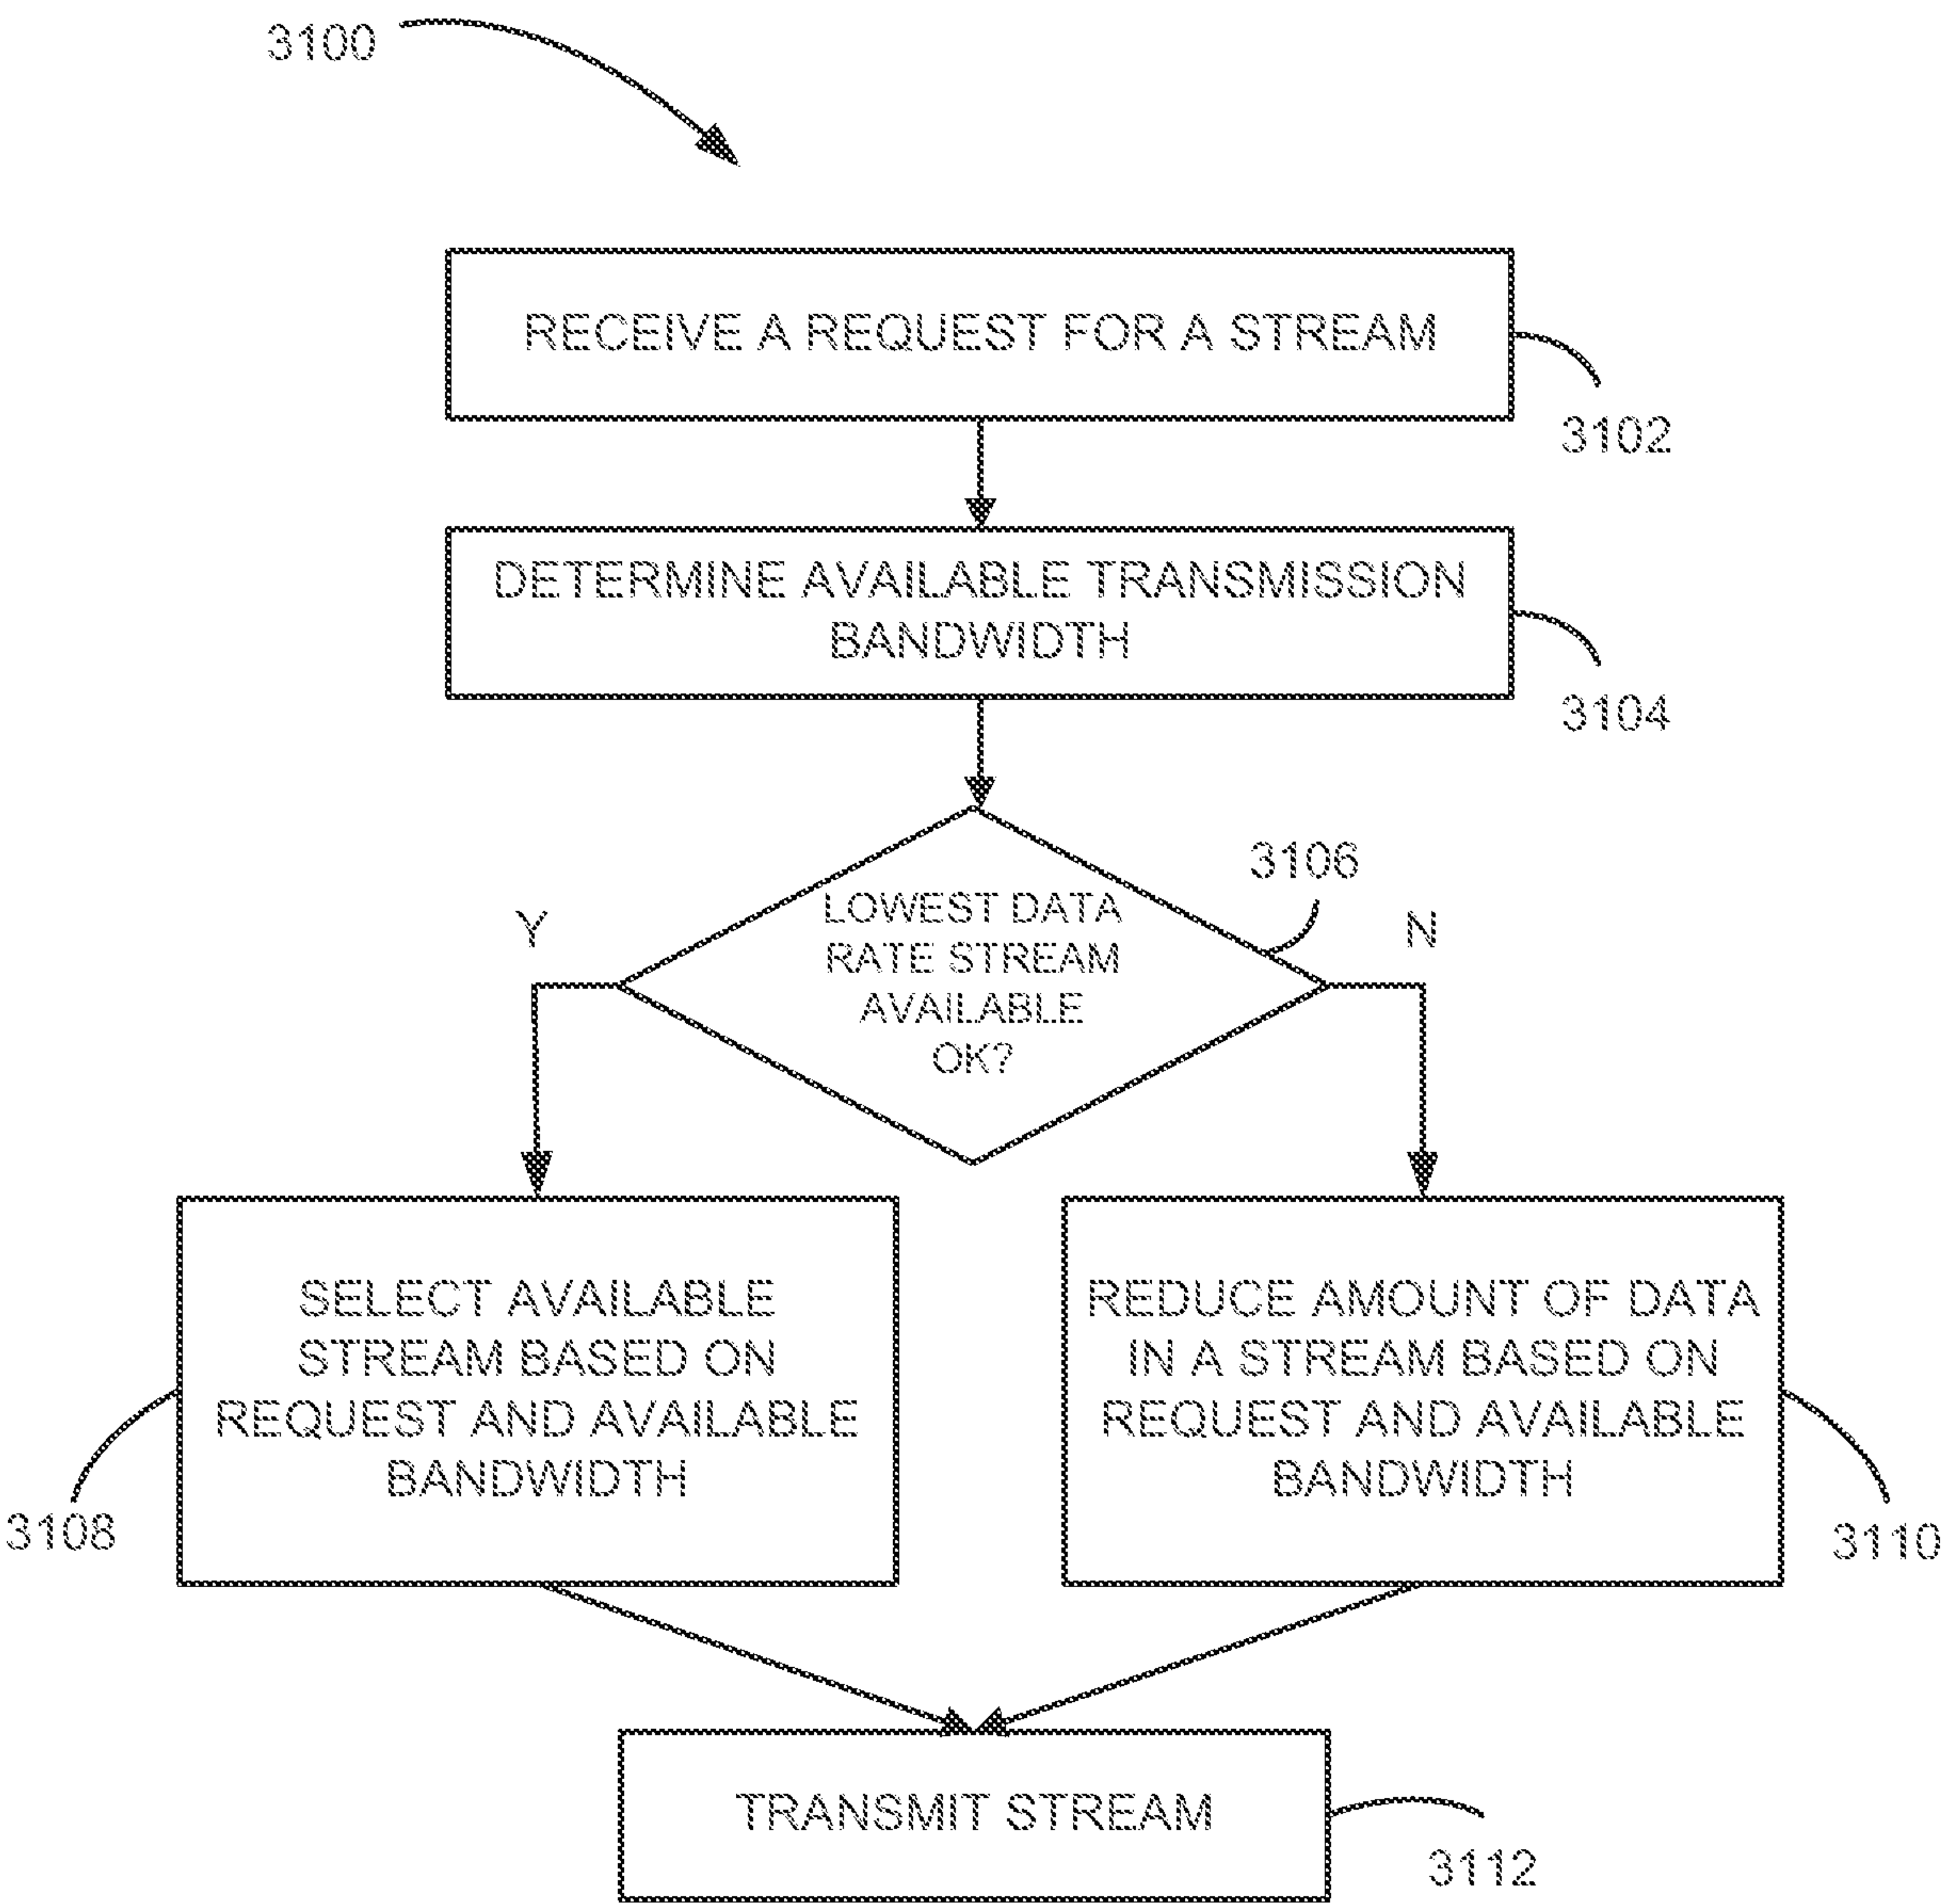 3100
RECEIVE A REQUEST FOR A STREAM
3102
DETERMINE AVAILABLE TRANSMISSION
BANDWIDTH
3104
3106
Y
LOWEST DATA
RATE STREAM
AVAILABLE
OK?
N
SELECT AVAILABLE
STREAM BASED ON
REQUEST AND AVAILABLE
BANDWIDTH
3108
REDUCE AMOUNT OF DATA
IN A STREAM BASED ON
REQUEST AND AVAILABLE
BANDWIDTH
3110
TRANSMIT STREAM
3112